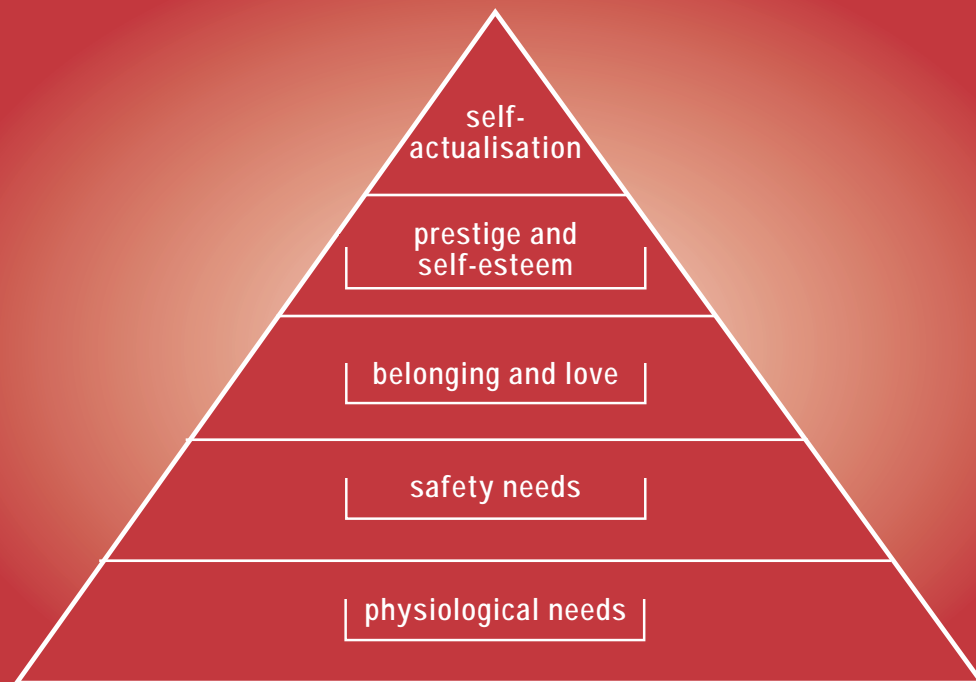 self-
actualisation
prestige and
self-esteem
belonging and love
safety needs
physiological needs